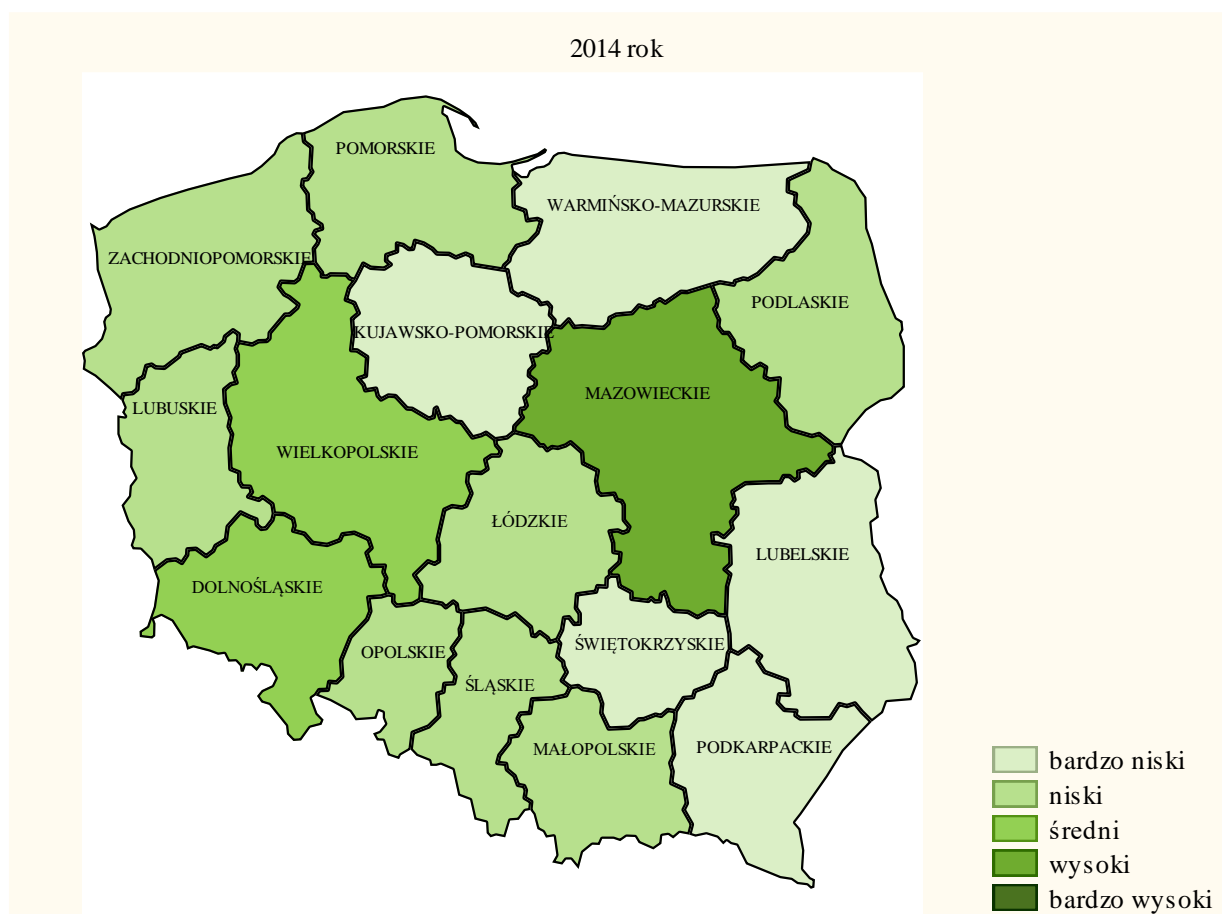 2014 rok
POMORSKIE
WARMIŃSKO-MAZURSKIE
ZACHODNIOPOMORSKIE
PODLASKIE
KUJAWSKO-POMORSKIE
MAZOWIECKIE
LUBUSKIE
WIELKOPOLSKIE
ŁÓDZKIE
LUBELSKIE
DOLNOŚLĄSKIE
ŚWIĘTOKRZYSKIE
OPOLSKIE
ŚLĄSKIE
MAŁOPOLSKIE
PODKARPACKIE
bardzo niski
niski
średni
wysoki
bardzo wysoki